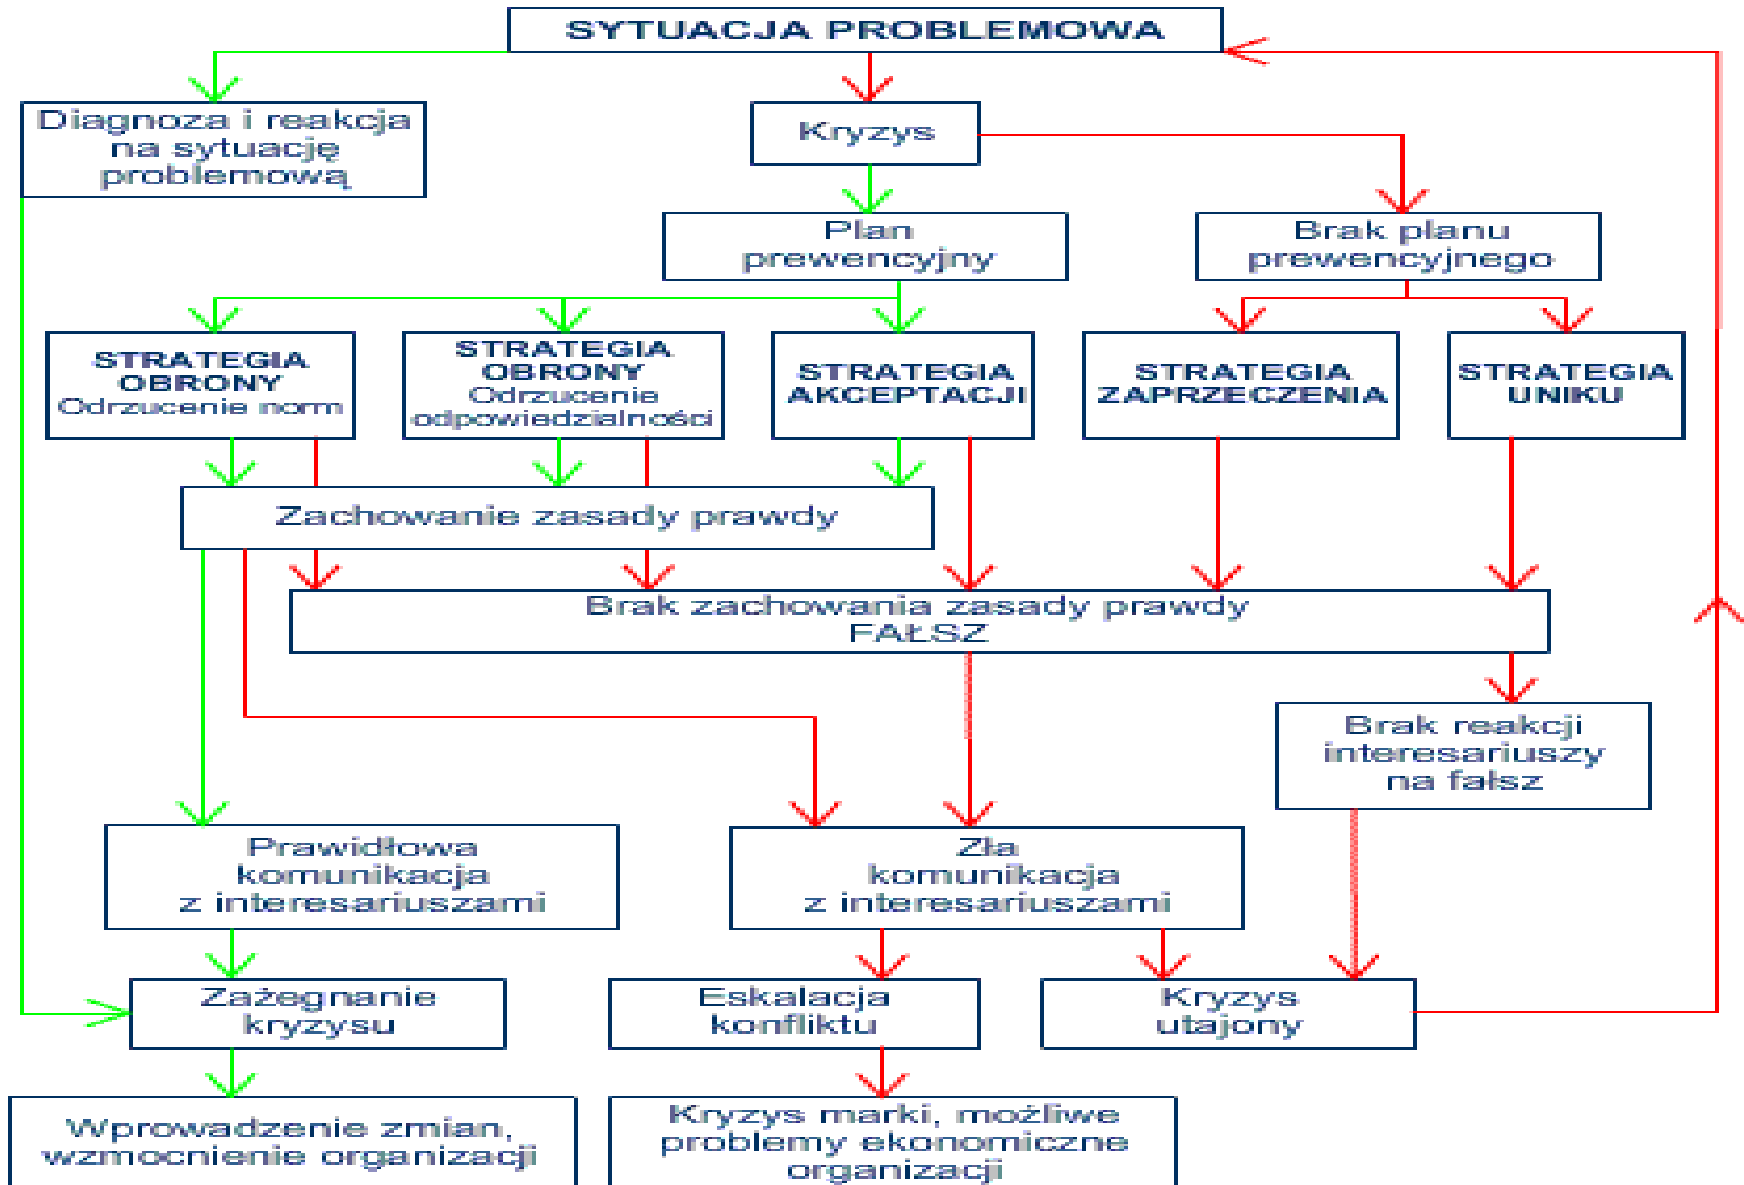 SYTUACJA PROBLEMOWA
Diagnoza i reakcja
na sytuację
problemową
Kryzys
Plan
prewencyjny
Brak planu
prewencyjnego
STRATEGIA
OBRONY
Odrzucenie norm
STRATEGIA
OBRONY
Odrzucenie
odpowiedzialności
STRATEGIA
AKCEPTACJI
STRATEGIA
ZAPRZECZENIA
STRATEGIA
UNIKU
Zachowanie zasady prawdy
Brak zachowania zasady prawdy
FAŁSZ
Brak reakcji
interesariuszy
na fałsz
Prawidłowa
komunikacja
z interesariuszami
Zła
komunikacja
z interesariuszami
Zażegnanie
kryzysu
Eskalacja
konfliktu
Kryzys
utajony
Wprowadzenie zmian,
wzmocnienie organizacji
Kryzys marki, możliwe
problemy ekonomiczne
organizacji